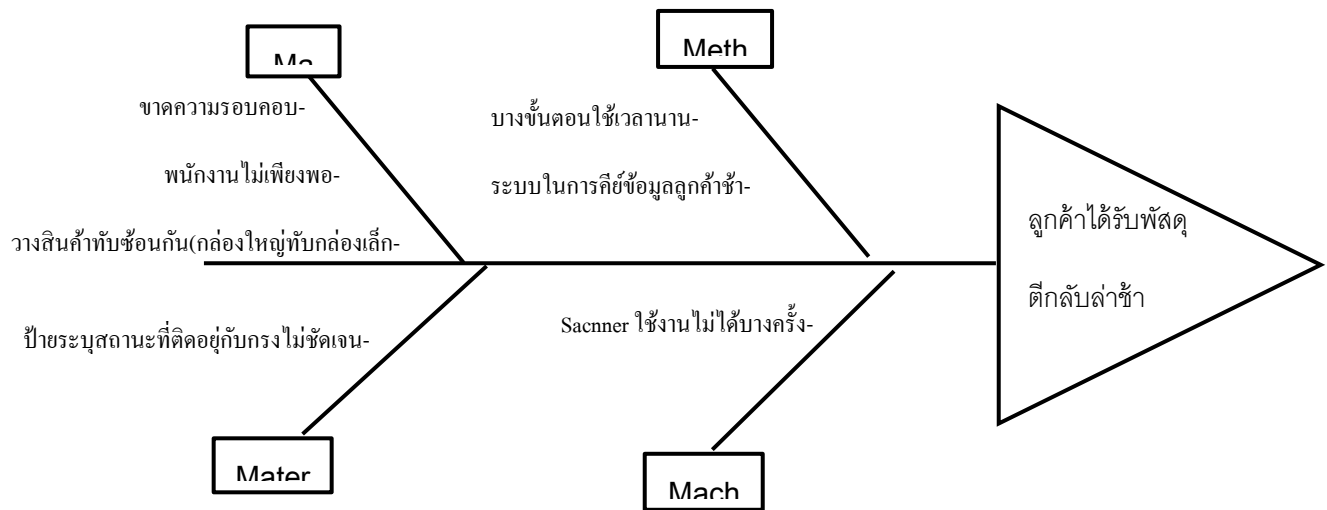 Ma
Meth
ขาดความรอบคอบ-
บางขั้นตอนใช้เวลานาน-
พนักงานไม่เพียงพอ-
ระบบในการคีย์ข้อมูลลูกค้าช้า-
วางสินค้าทับซ้อนกัน(กล่องใหญ่ทับกล่องเล็ก-
ลูกค้าได้รับพัสดุ
ตีกลับล่าช้า
ป้ายระบุสถานะที่ติดอยู่กับกรงไม่ชัดเจน-
Sacnner ใช้งานไม่ได้บางครั้ง-
Mater
Mach